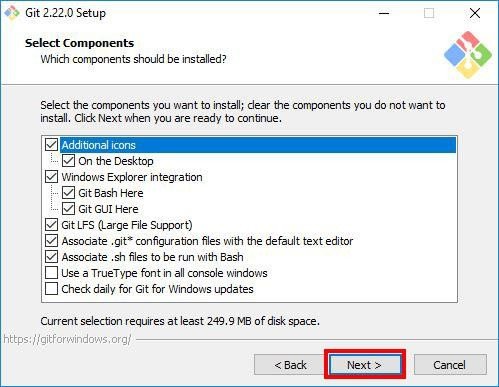 Git 2.22.0 Setup
Select Components
Which components should be installed?
Select the components you want to install; clear the components you do not want to
install. Click Next when you are ready to continue.
Additional icons
On the Desktop
Windows Explorer integration
Git Bash Here
Git GUI Here
Git LFS (Large File Support)
Associate .git* configuration files with the default text editor
Associate .sh files to be run with Bash
Use a TrueType font in all console windows
Check daily for Git for Windows updates
Current selection requires at least 249.9 MB of disk space.
https://gitforwindows.org/
< Back
Next >
Cancel